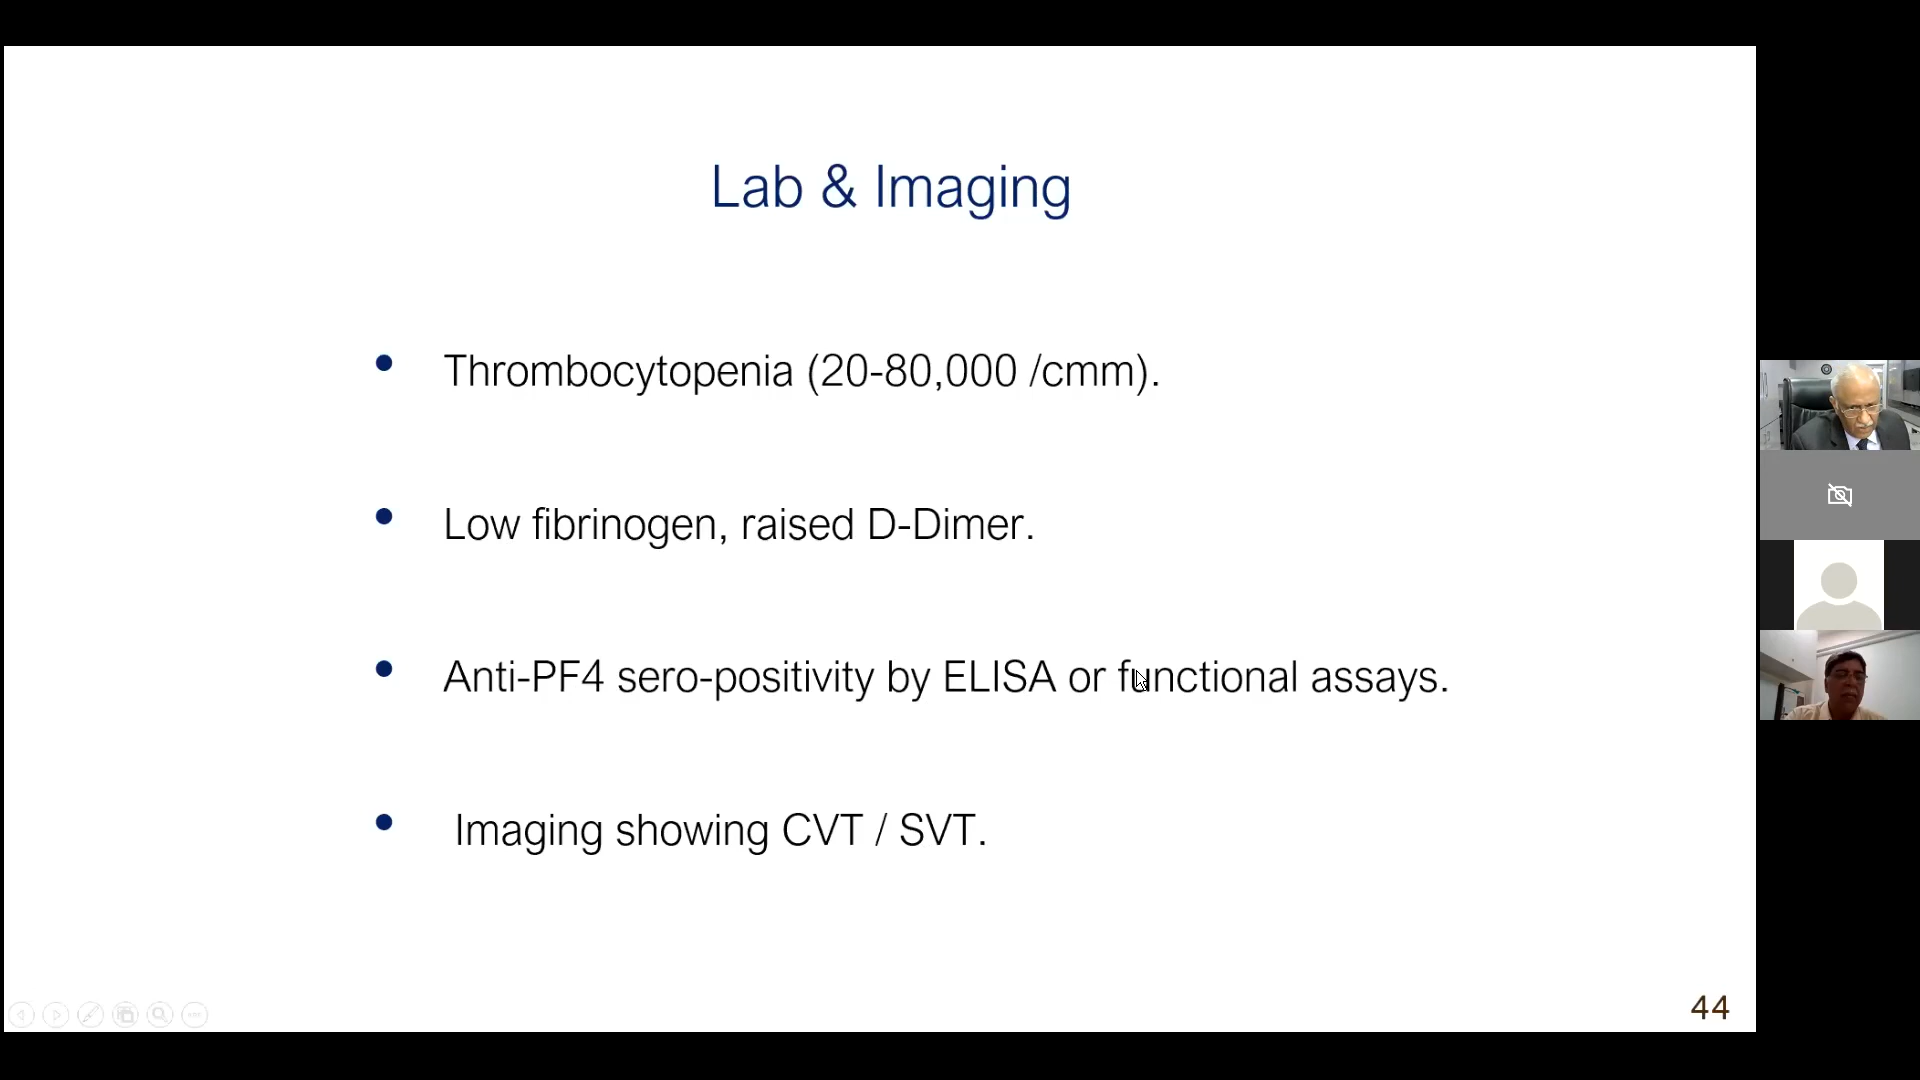 Lab & Imaging
• Thrombocytopenia (20-80,000 /cmm).
• Low fibrinogen, raised D-Dimer.
• Anti-PF4 sero-positivity by ELISA or functional assays.
• Imaging showing CVT / SVT.
44